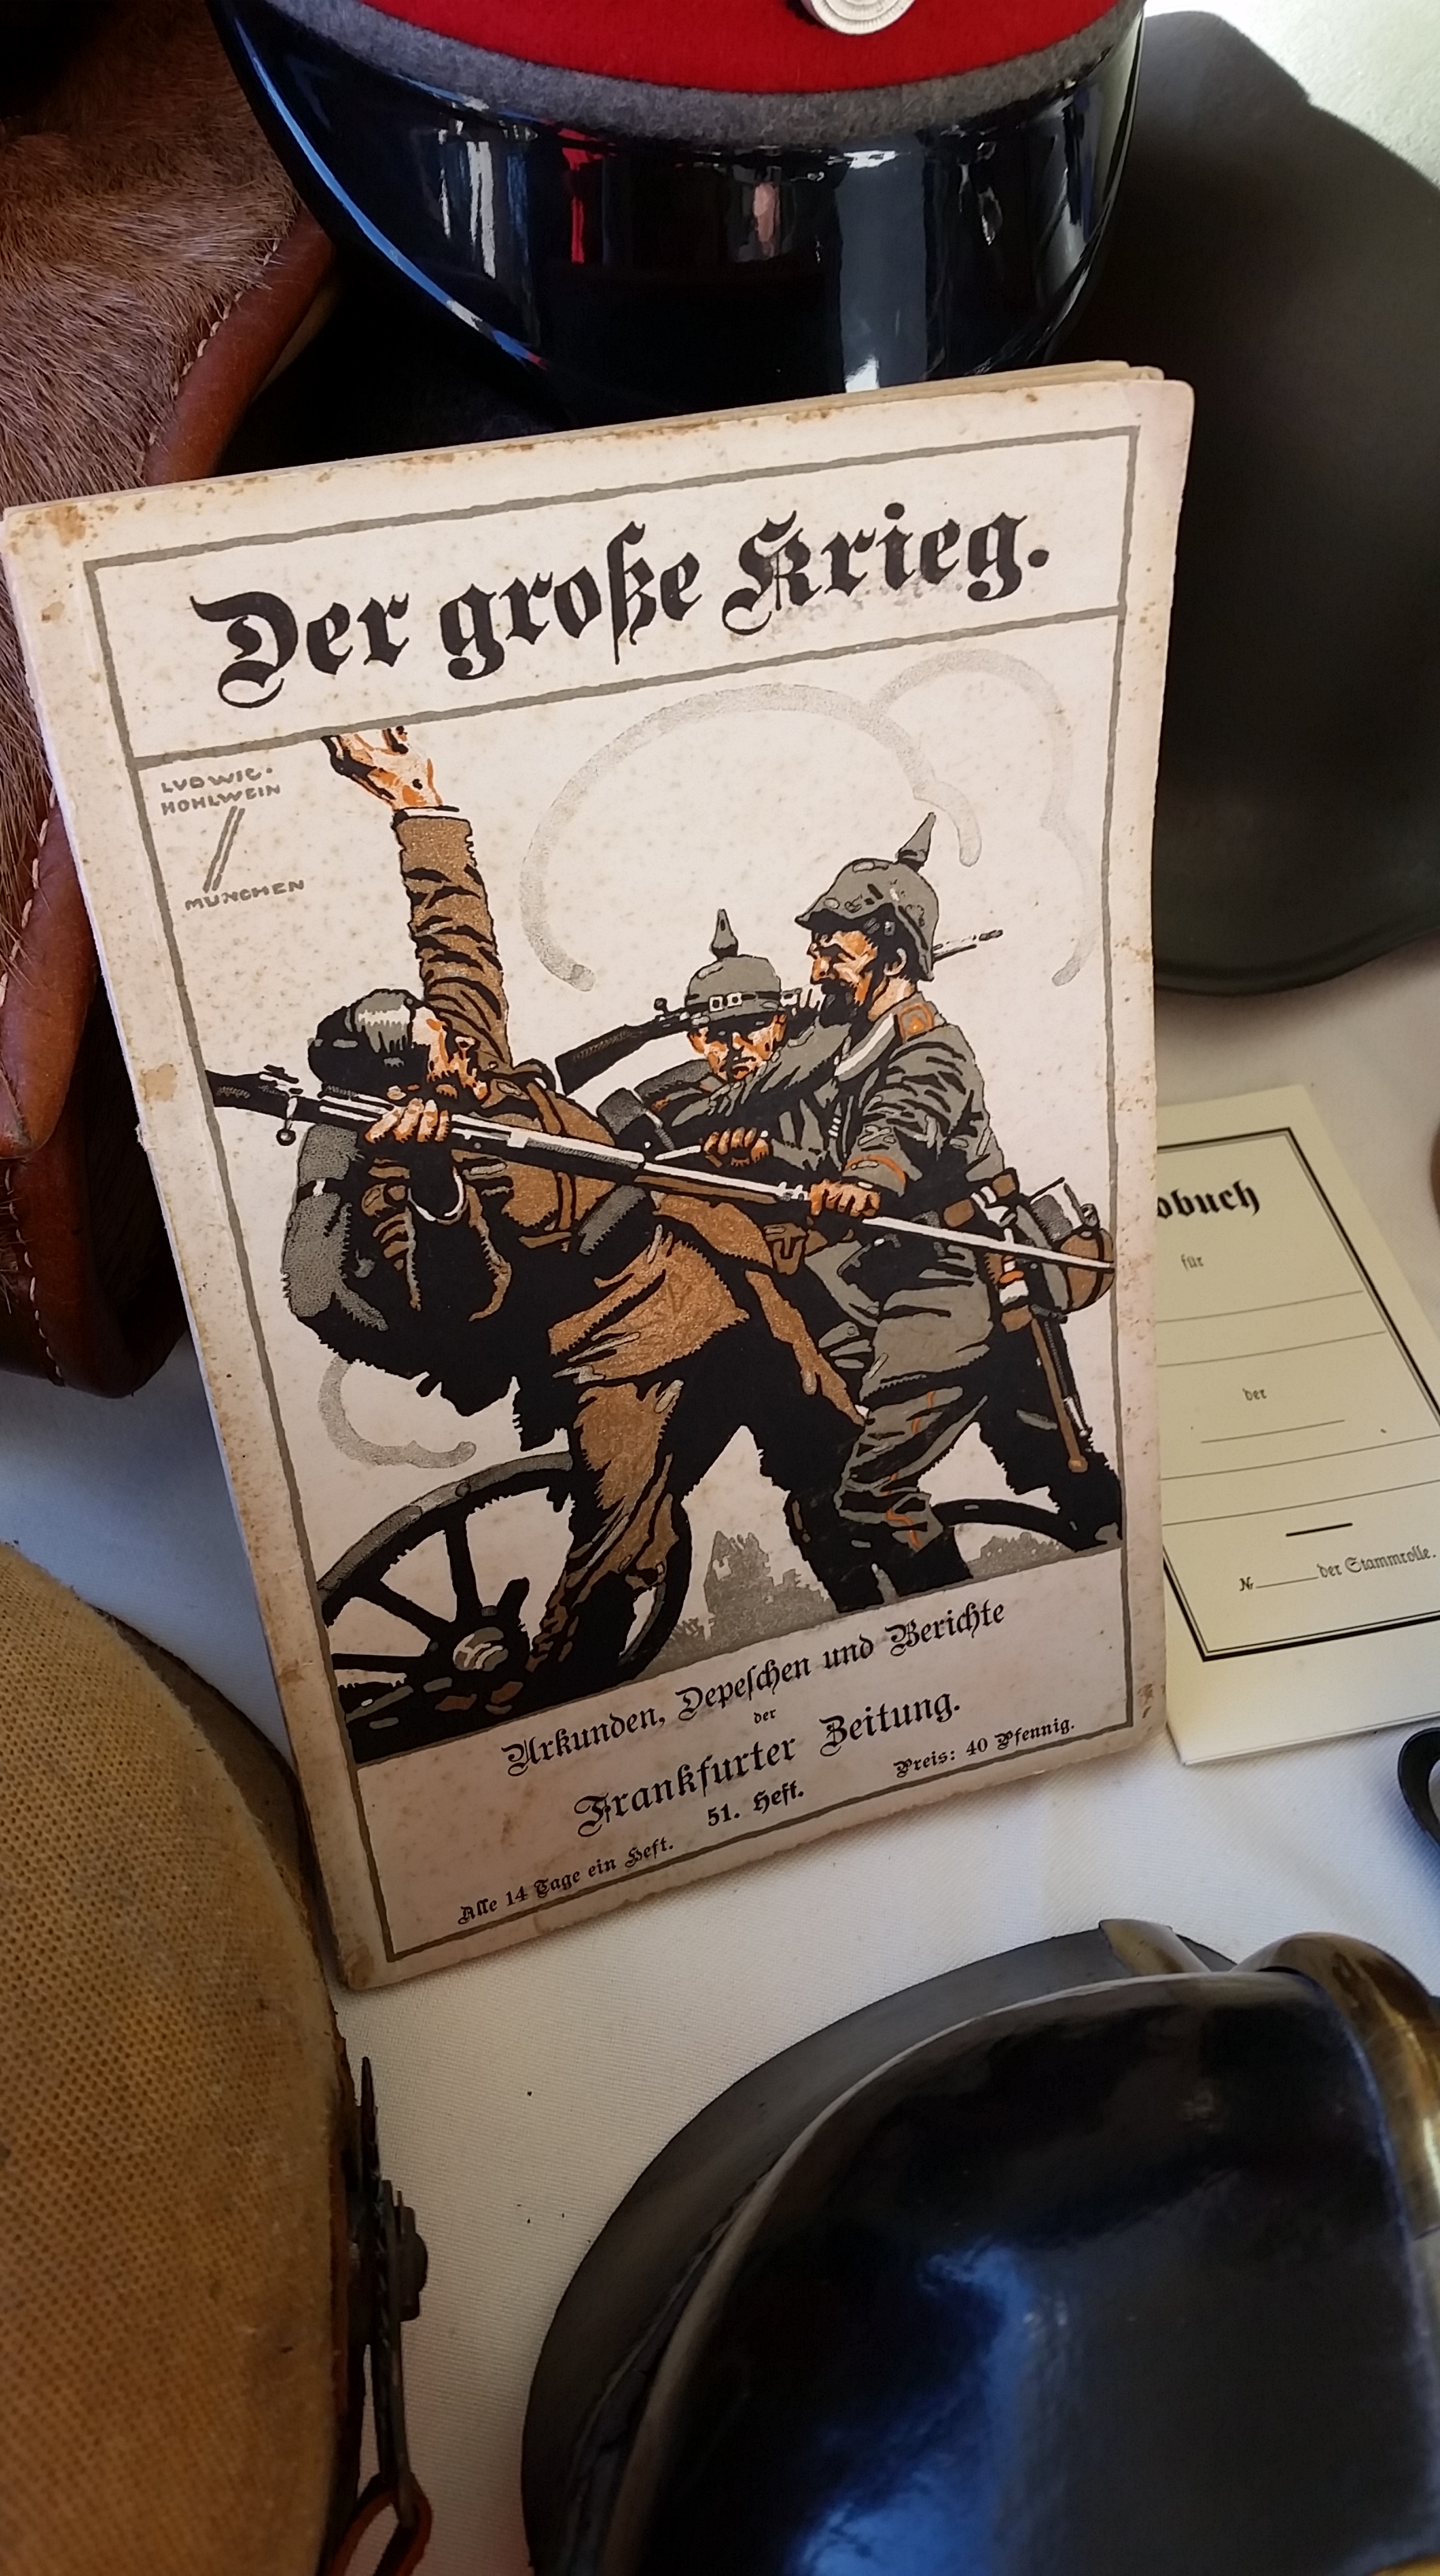 Der große Krieg.
LUDWIG·
HOHLWEIN
MÜNCHEN
Urkunden, Depeschen und Berichte
der
Frankfurter Zeitung.
Alle 14 Tage ein Heft.
51. Heft.
Preis: 40 Pfennig.
für
der
№ der Stammrolle.